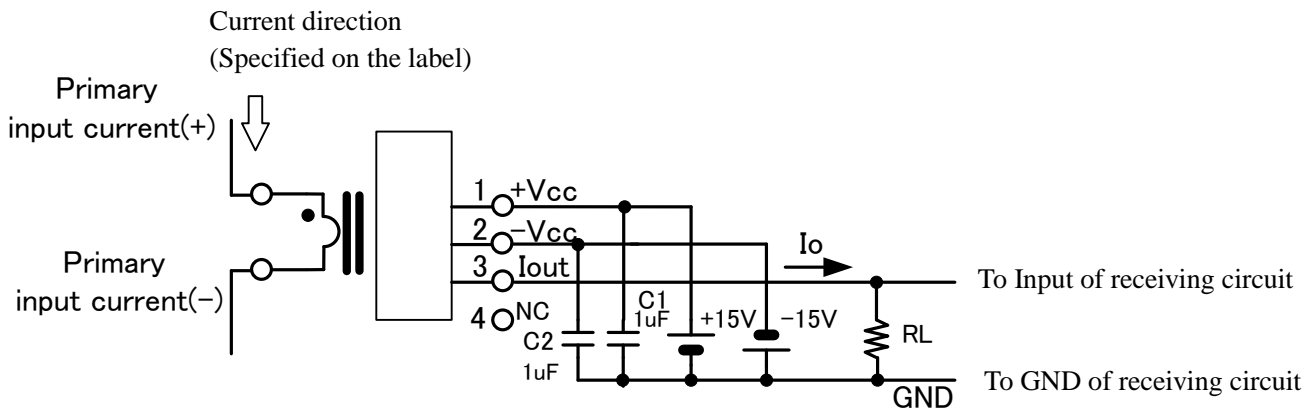 Current direction
(Specified on the label)
Primary
input current(+)
1 +Vcc
2 -Vcc
Io
3 Iout
To Input of receiving circuit
Primary
input current(-)
4 NC
C1
1uF
+15V
-15V
C2
1uF
RL
GND
To GND of receiving circuit